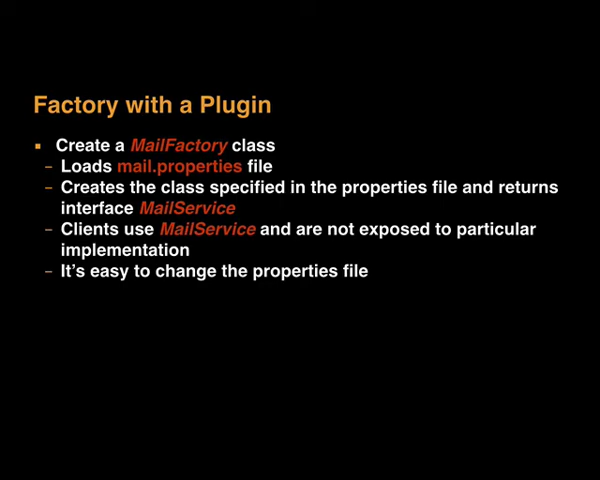 Factory with a Plugin
▪ Create a MailFactory class
– Loads mail.properties file
– Creates the class specified in the properties file and returns
interface MailService
– Clients use MailService and are not exposed to particular
implementation
– It’s easy to change the properties file